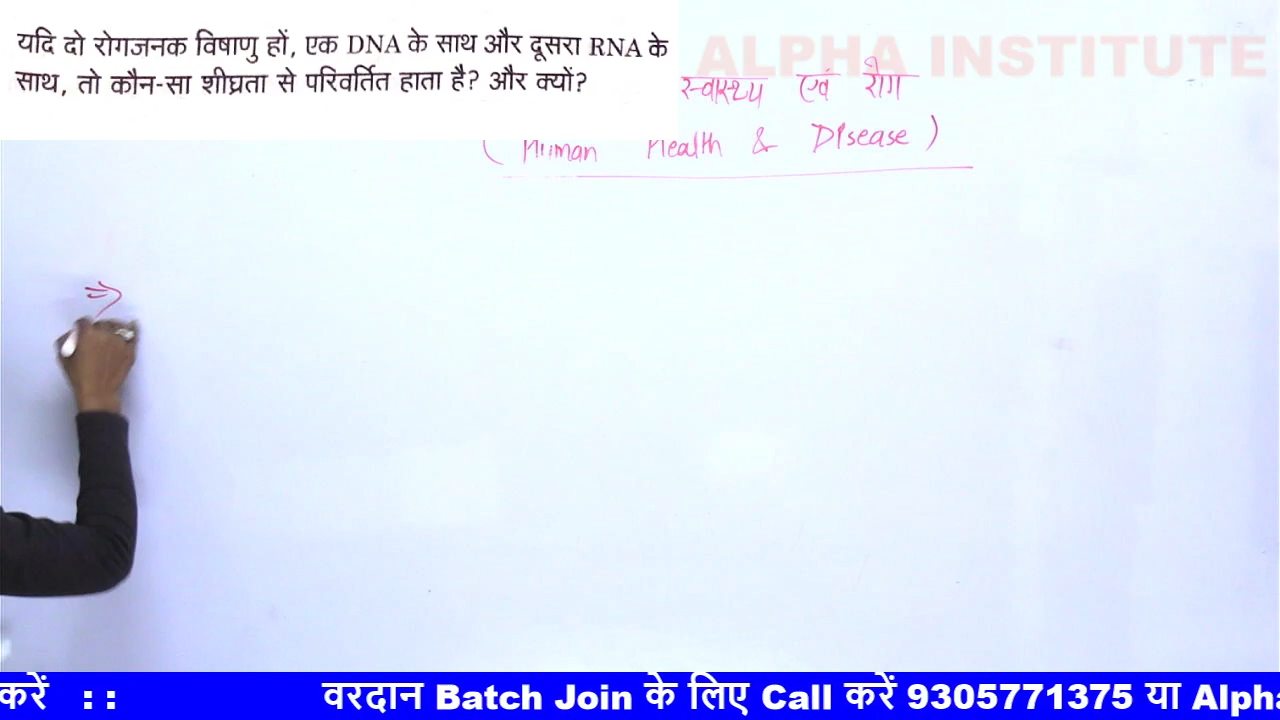 यदि दो रोगजनक विषाणु हों, एक DNA के साथ और दूसरा RNA के
साथ, तो कौन-सा शीघ्रता से परिवर्तित हाता है? और क्यों?
ALPHA INSTITUTE
स्वास्थ्य एवं रोग
( Human Health & Disease )
करें : : वरदान Batch Join के लिए Call करें 9305771375 या Alpha